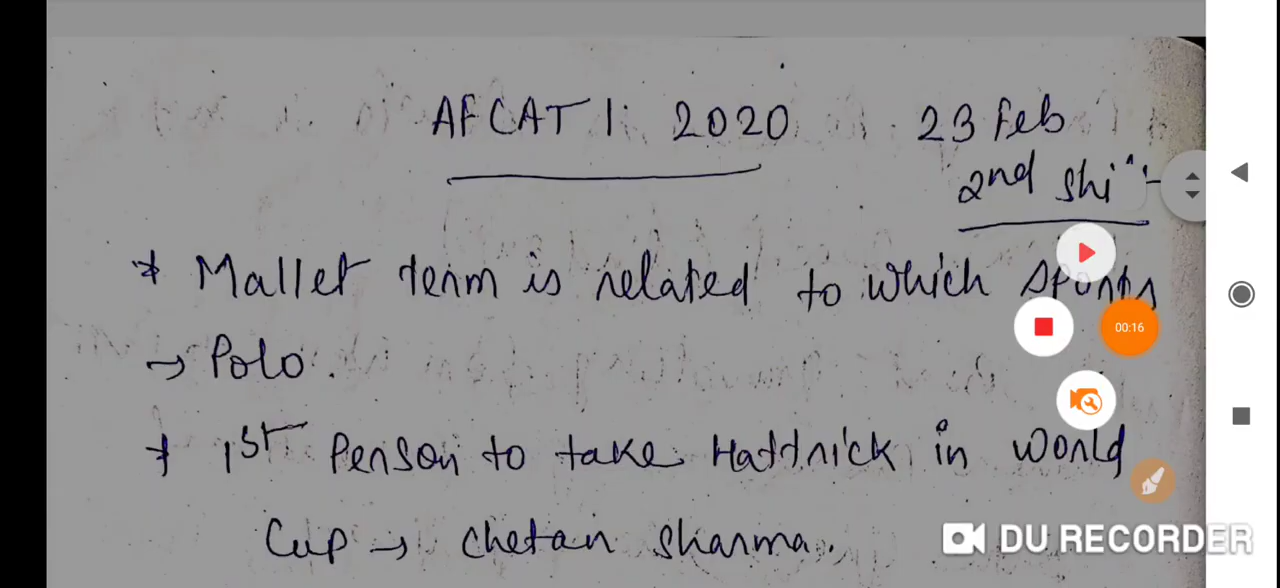 AFCAT 1. 2020 23 Feb
2nd shi
* Mallet term is related to which sports
→ Polo.
00:16
* 1st Person to take Hattrick in world
Cup → Chetan Sharma.
DU RECORDER